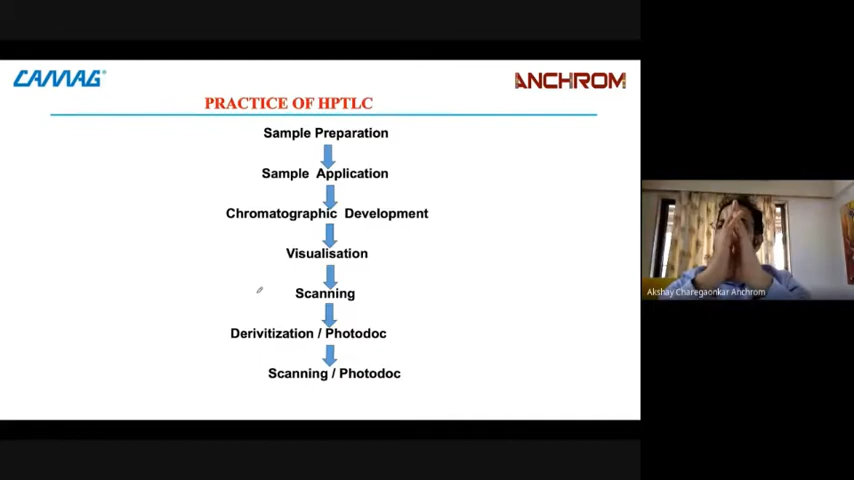 CAMAG®
ANCHROM
PRACTICE OF HPTLC
Sample Preparation
Sample Application
Chromatographic Development
Visualisation
Scanning
Derivitization / Photodoc
Scanning / Photodoc
Akshay Charegaonkar Anchrom